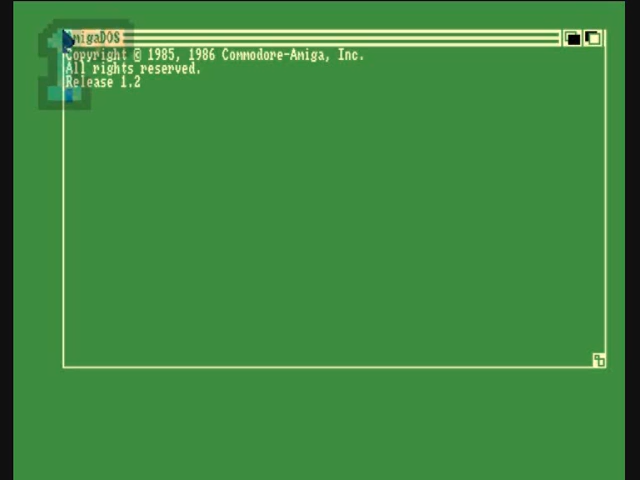 AmigaDOS
Copyright © 1985, 1986 Commodore-Amiga, Inc.
All rights reserved.
Release 1.2